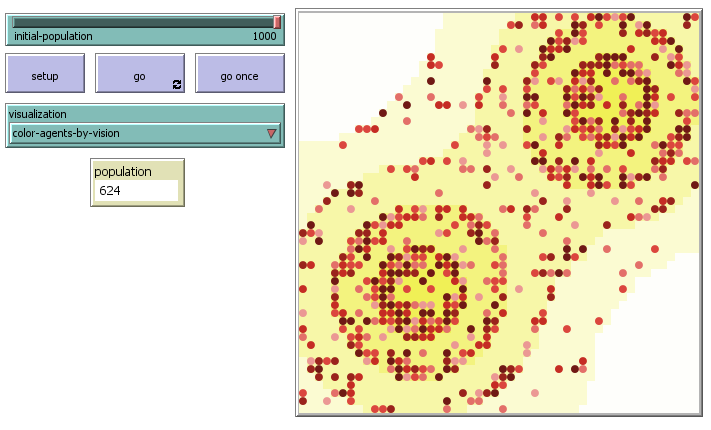 initial-population 1000
setup go go once
visualization
color-agents-by-vision
population
624